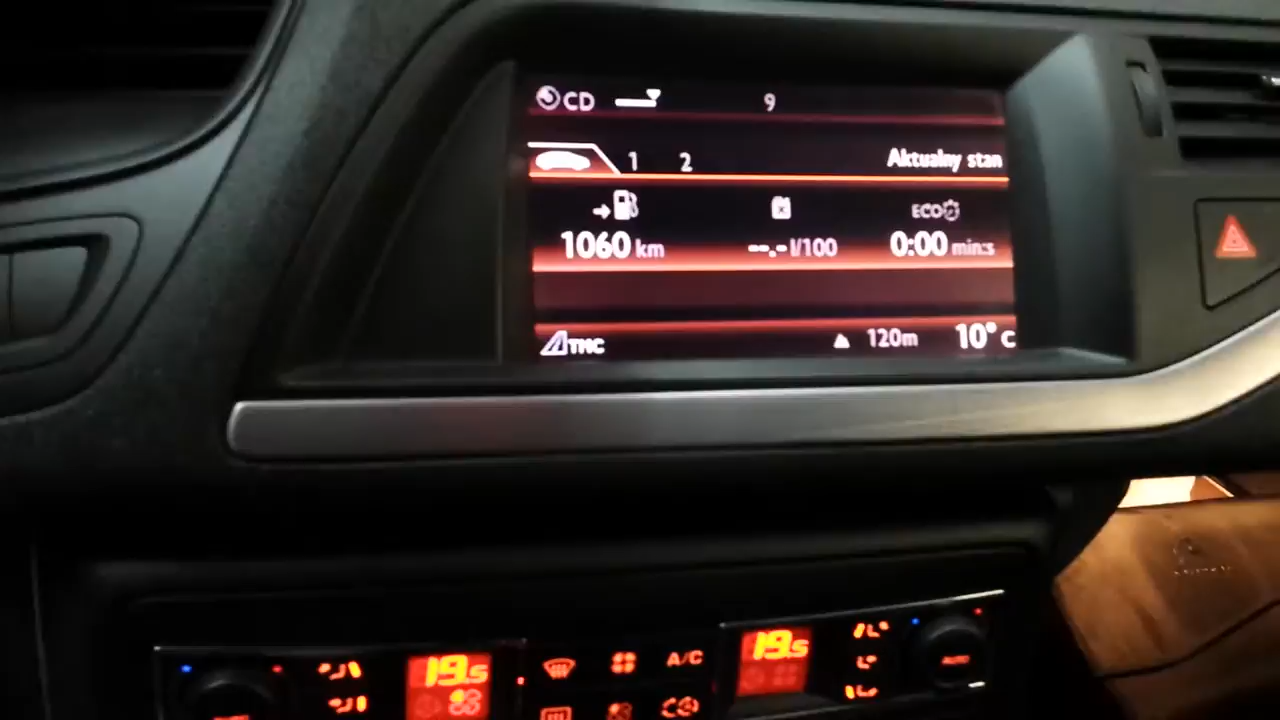 CD 9
1 2 Aktualny stan
ECO
1060 km --.- l/100 0:00 min:s
120m 10° C
19.5 A/C 19.5
AUTO